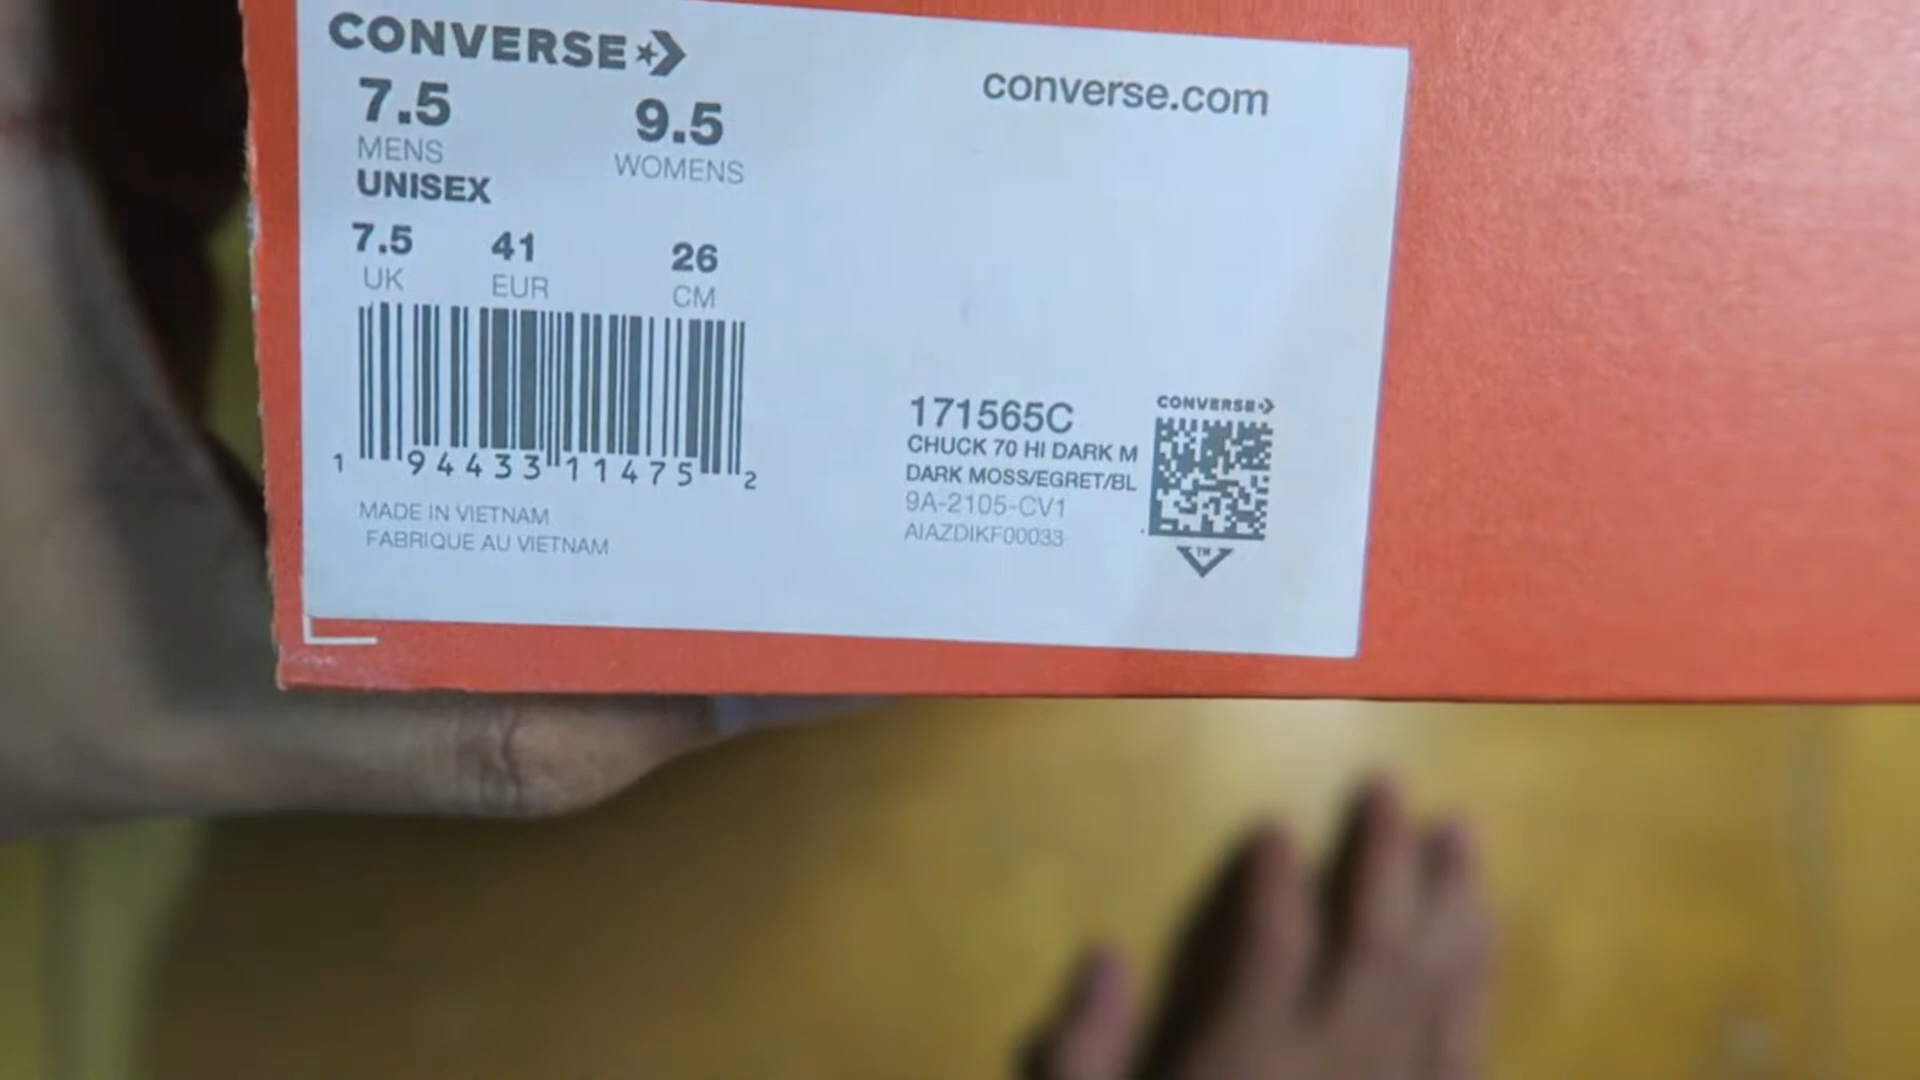 CONVERSE
converse.com
7.5 9.5
MENS WOMENS
UNISEX
7.5 41 26
UK EUR CM
1 94433 11475 2
MADE IN VIETNAM
FABRIQUE AU VIETNAM
171565C
CHUCK 70 HI DARK M
DARK MOSS/EGRET/BL
9A-2105-CV1
AIAZDIKF00033
CONVERSE
TM